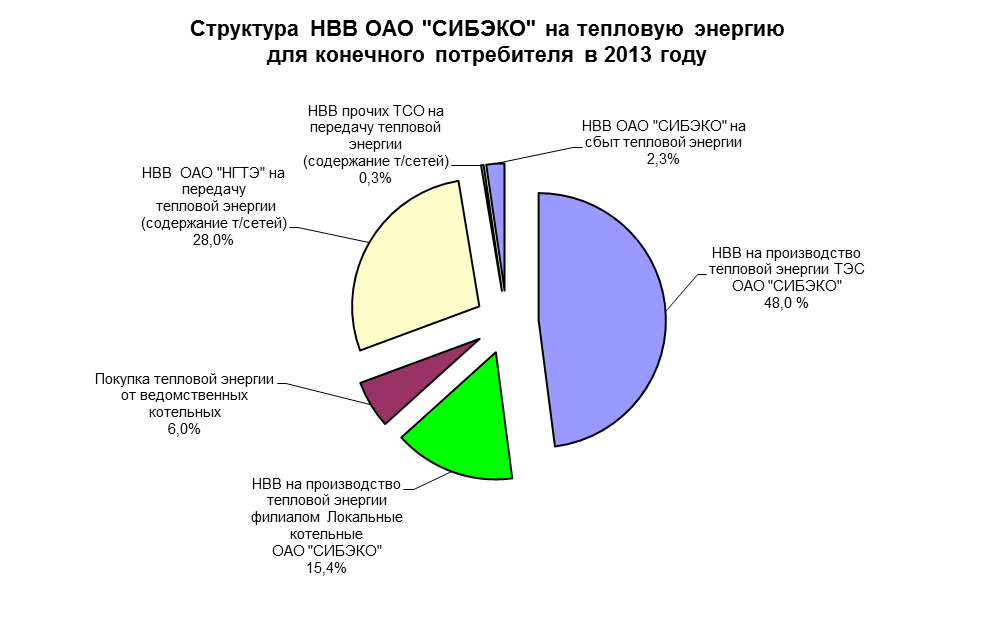 Структура НВВ ОАО "СИБЭКО" на тепловую энергию
для конечного потребителя в 2013 году
НВВ прочих ТСО на
передачу тепловой
энергии
(содержание т/сетей)
0,3%
НВВ ОАО "СИБЭКО" на
сбыт тепловой энергии
2,3%
НВВ ОАО "НГТЭ" на
передачу
тепловой энергии
(содержание т/сетей)
28,0%
НВВ на производство
тепловой энергии ТЭС
ОАО "СИБЭКО"
48,0 %
Покупка тепловой энергии
от ведомственных
котельных
6,0%
НВВ на производство
тепловой энергии
филиалом Локальные
котельные
ОАО "СИБЭКО"
15,4%